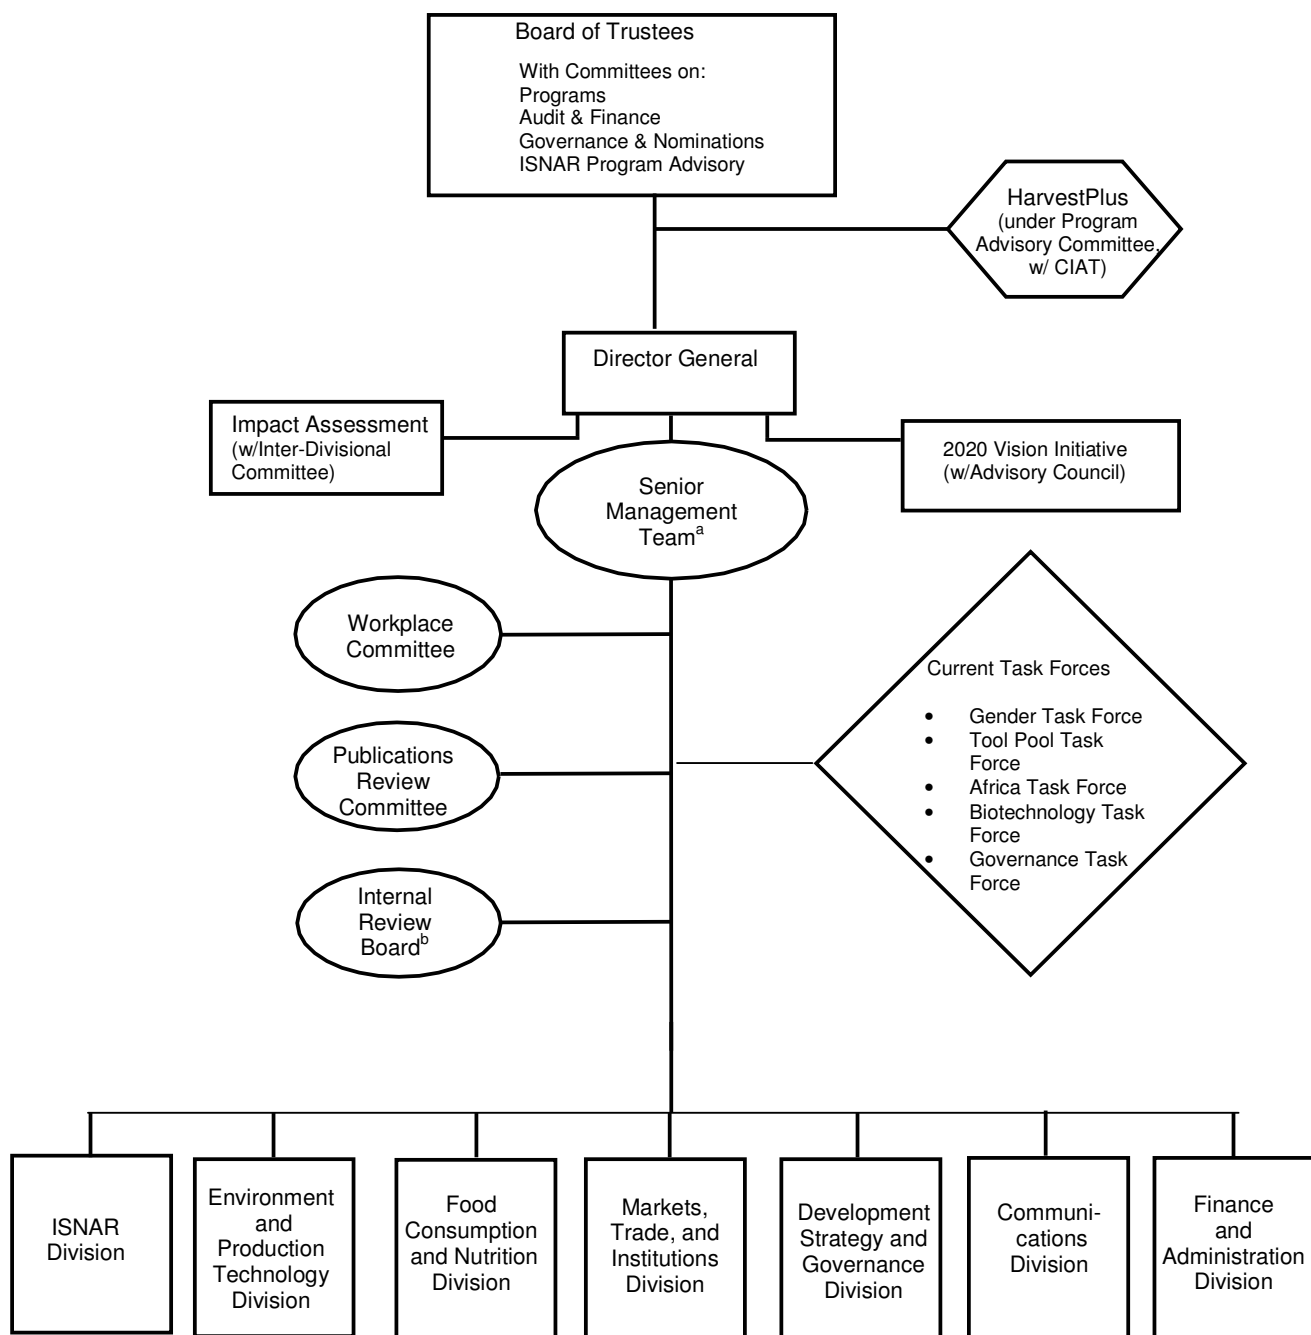 Board of Trustees
With Committees on:
Programs
Audit & Finance
Governance & Nominations
ISNAR Program Advisory
HarvestPlus
(under Program
Advisory Committee,
w/ CIAT)
Director General
Impact Assessment
(w/Inter-Divisional
Committee)
2020 Vision Initiative
(w/Advisory Council)
Senior
Management
Teamᵃ
Workplace
Committee
Publications
Review
Committee
Internal
Review
Boardᵇ
Current Task Forces
• Gender Task Force
• Tool Pool Task
Force
• Africa Task Force
• Biotechnology Task
Force
• Governance Task
Force
ISNAR
Division
Environment
and
Production
Technology
Division
Food
Consumption
and Nutrition
Division
Markets,
Trade, and
Institutions
Division
Development
Strategy and
Governance
Division
Communi-
cations
Division
Finance
and
Administration
Division